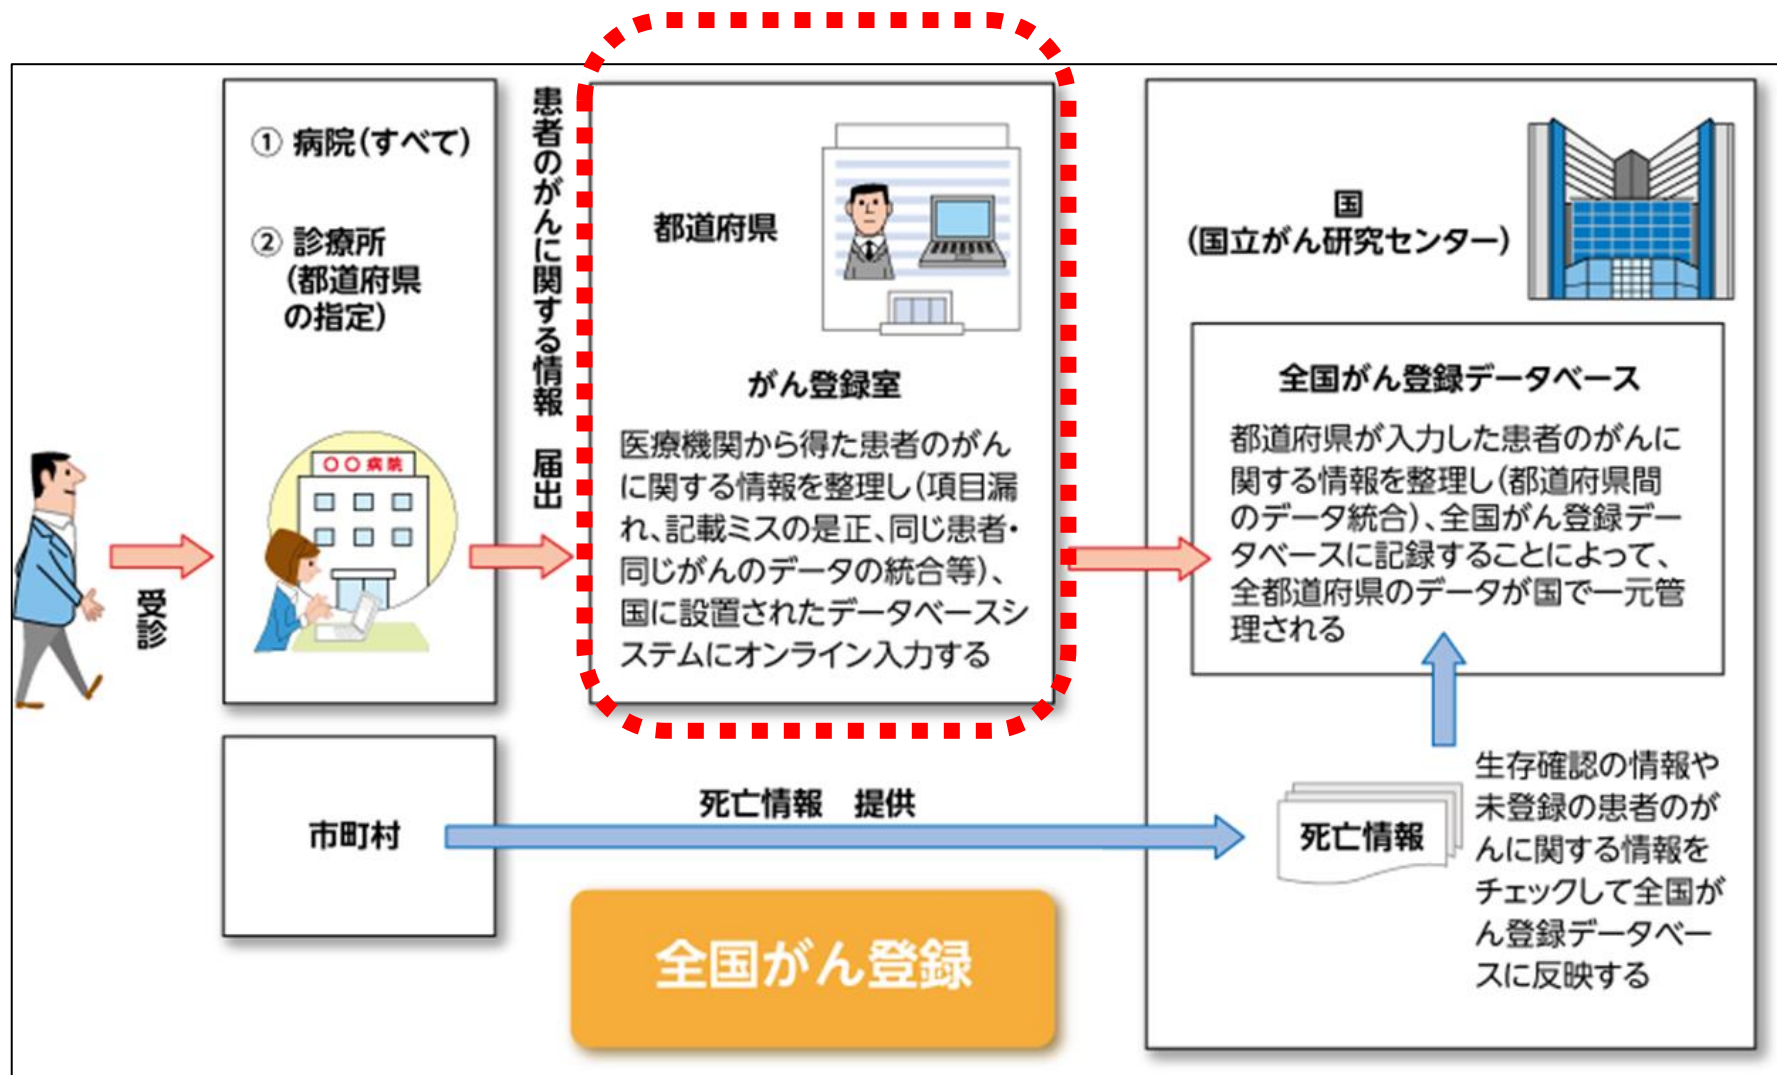 受診
① 病院(すべて)
② 診療所
(都道府県
の指定)
〇〇病院
患者のがんに関する情報 届出
都道府県
がん登録室
医療機関から得た患者のがん
に関する情報を整理し(項目漏
れ、記載ミスの是正、同じ患者・
同じがんのデータの統合等)、
国に設置されたデータベースシ
ステムにオンライン入力する
国
(国立がん研究センター)
全国がん登録データベース
都道府県が入力した患者のがんに
関する情報を整理し(都道府県間
のデータ統合)、全国がん登録デー
タベースに記録することによって、
全都道府県のデータが国で一元管
理される
市町村
死亡情報 提供
死亡情報
生存確認の情報や
未登録の患者のが
んに関する情報を
チェックして全国が
ん登録データベー
スに反映する
全国がん登録